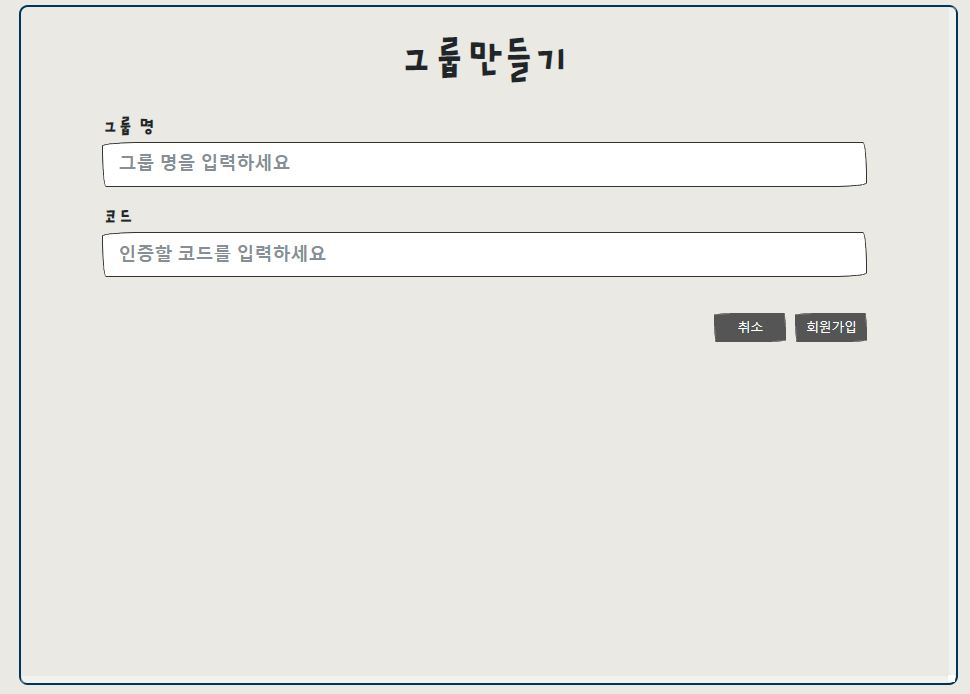 그룹만들기
그룹 명
그룹 명을 입력하세요
코드
인증할 코드를 입력하세요
취소 회원가입